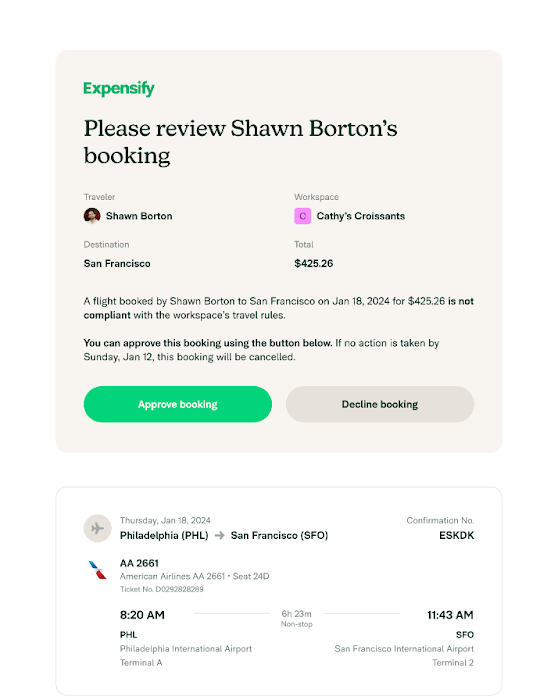 Expensify
Please review Shawn Borton's
booking
Traveler
Workspace
Shawn Borton
C
Cathy's Croissants
Destination
Total
San Francisco
$425.26
A flight booked by Shawn Borton to San Francisco on Jan 18, 2024 for $425.26 is not
compliant with the workspace's travel rules.
You can approve this booking using the button below. If no action is taken by
Sunday, Jan 12, this booking will be cancelled.
Approve booking
Decline booking
Thursday, Jan 18, 2024
Confirmation No.
Philadelphia (PHL) → San Francisco (SFO)
ESKDK
AA 2661
American Airlines AA 2661 • Seat 24D
Ticket No. D0292828289
8:20 AM
6h 23m
11:43 AM
Non-stop
PHL
SFO
Philadelphia International Airport
San Francisco International Airport
Terminal A
Terminal 2